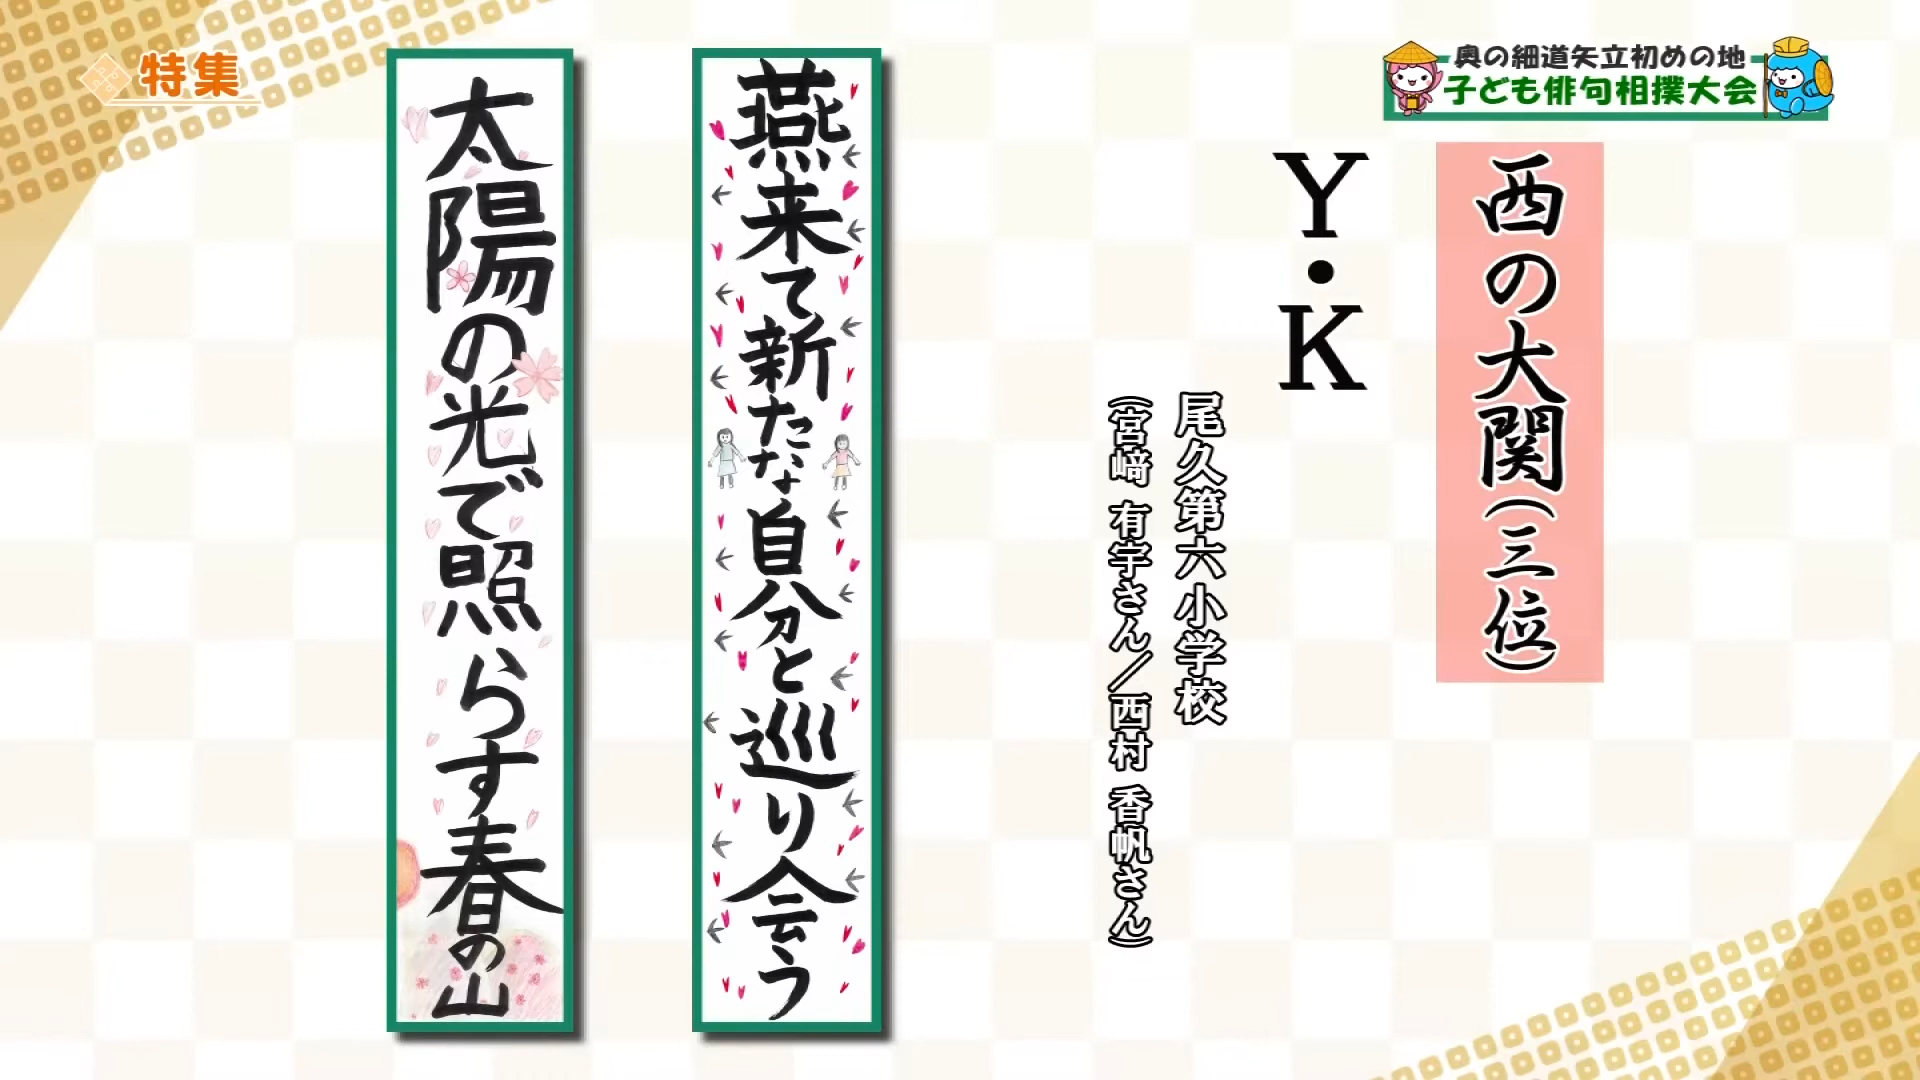 特集
奥の細道矢立初めの地
子ども俳句相撲大会
西の大関(三位)
Y・K
尾久第六小学校
(宮﨑 有宇さん/西村 香帆さん)
燕来て新たな自分と巡り会う
太陽の光で照らす春の山